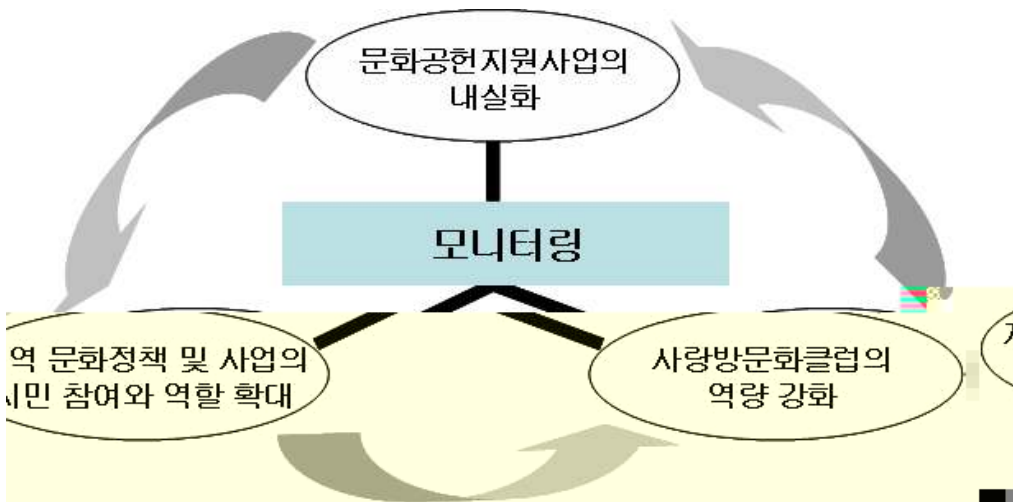 문화공헌지원사업의
내실화
모니터링
역 문화정책 및 사업의
시민 참여와 역할 확대
사랑방문화클럽의
역량 강화